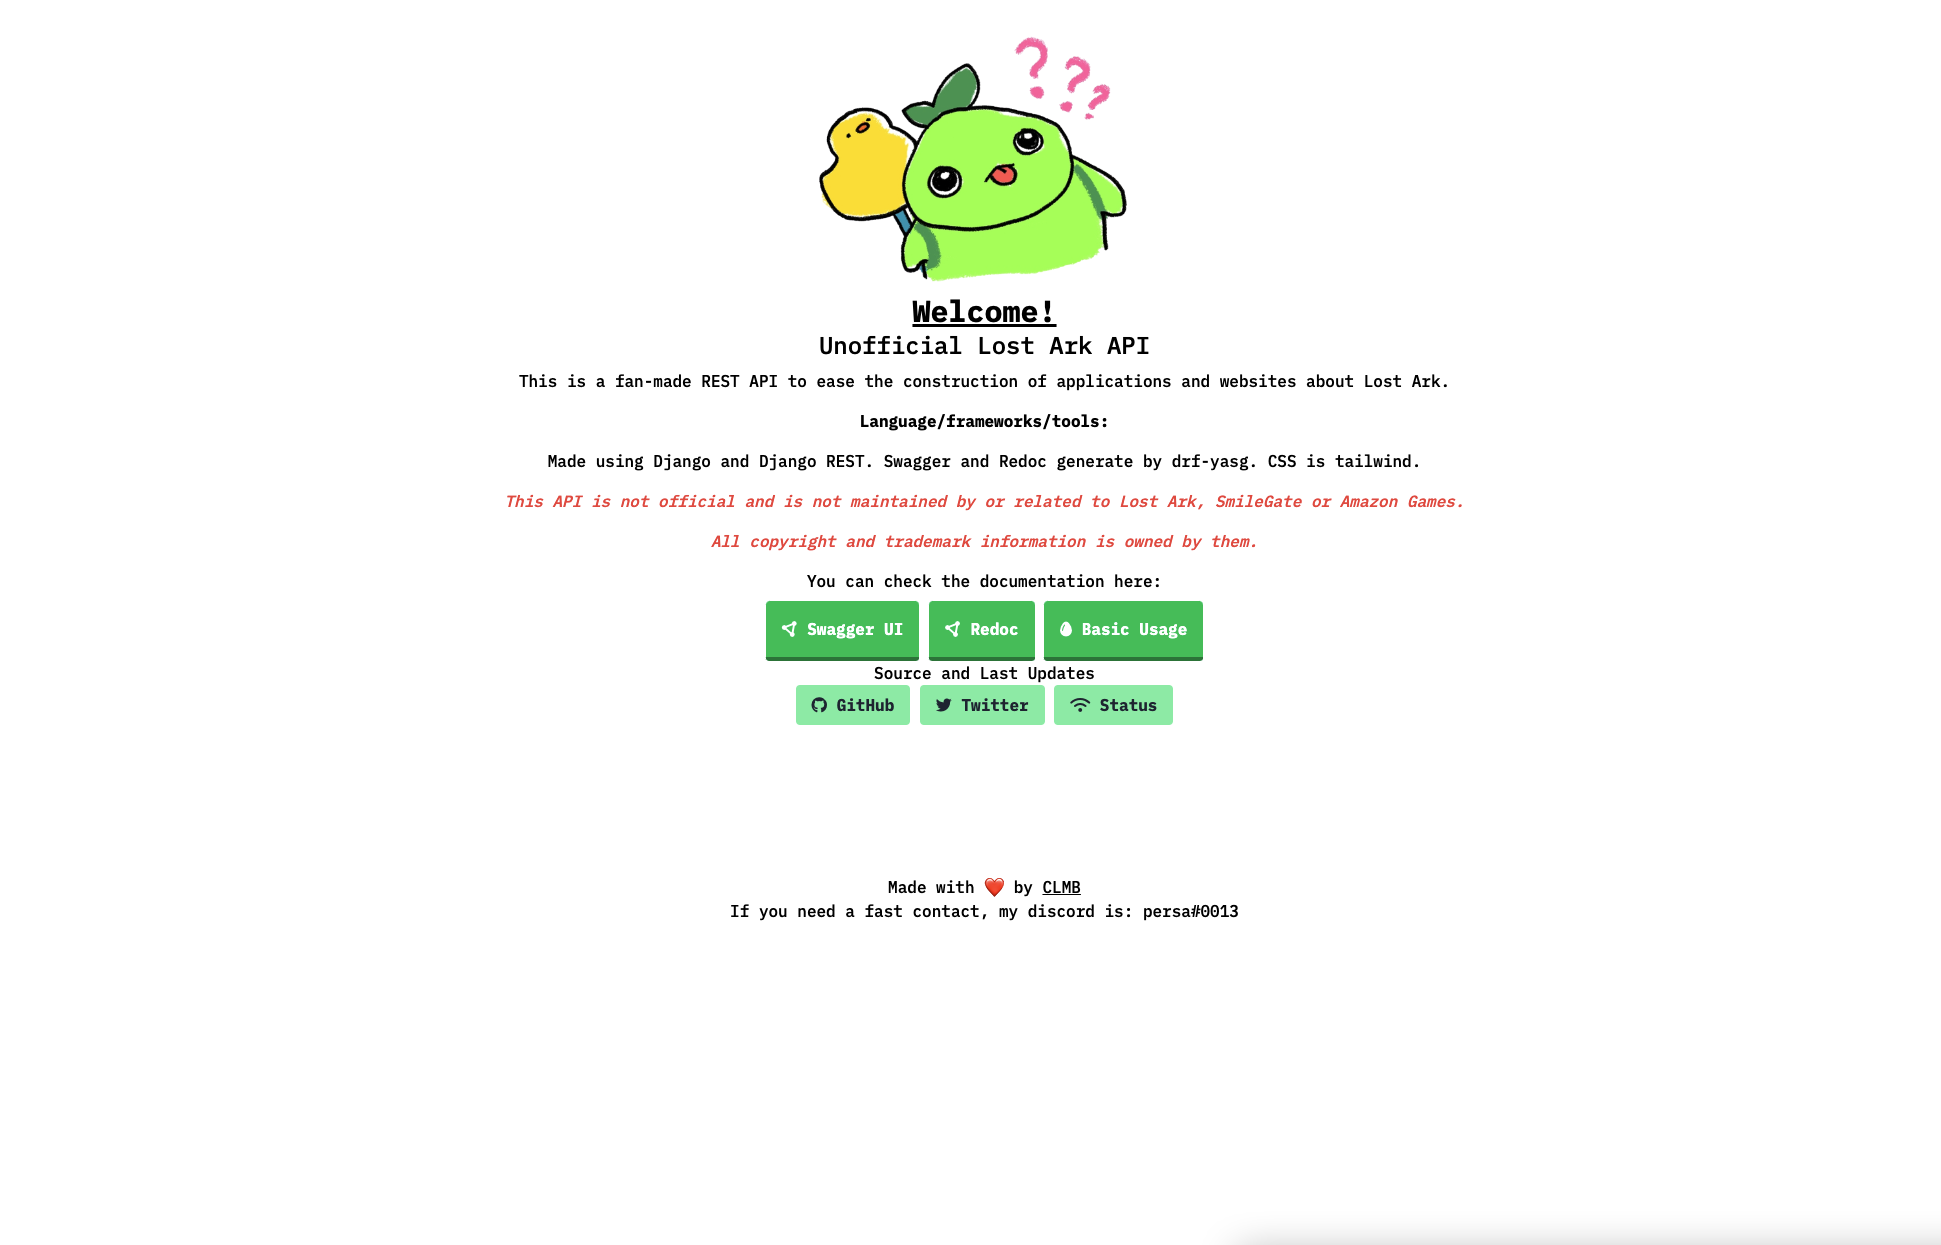 ???
Welcome!
Unofficial Lost Ark API
This is a fan-made REST API to ease the construction of applications and websites about Lost Ark.
Language/frameworks/tools:
Made using Django and Django REST. Swagger and Redoc generate by drf-yasg. CSS is tailwind.
This API is not official and is not maintained by or related to Lost Ark, SmileGate or Amazon Games.
All copyright and trademark information is owned by them.
You can check the documentation here:
Swagger UI Redoc Basic Usage
Source and Last Updates
GitHub Twitter Status
Made with ❤️ by CLMB
If you need a fast contact, my discord is: persa#0013